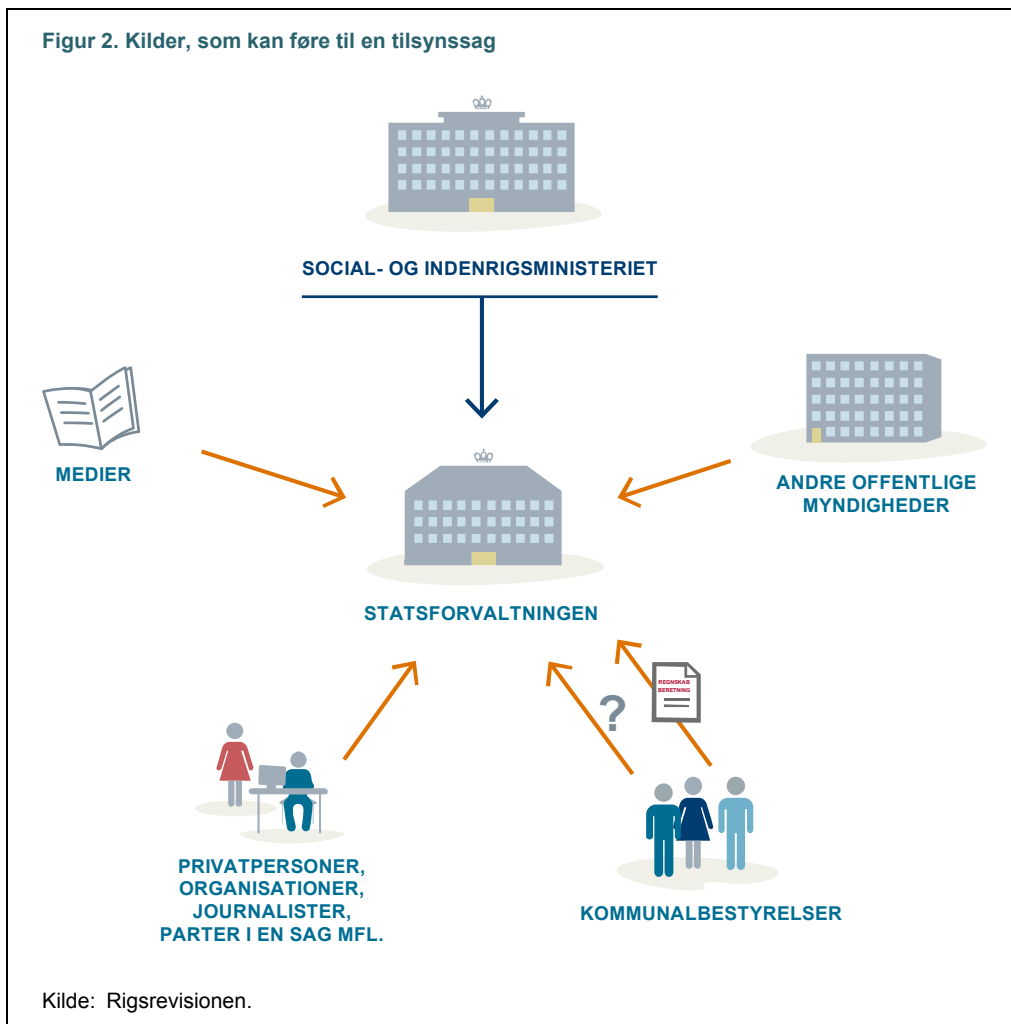 Figur 2. Kilder, som kan føre til en tilsynssag
SOCIAL- OG INDENRIGSMINISTERIET
MEDIER
ANDRE OFFENTLIGE
MYNDIGHEDER
STATSFORVALTNINGEN
?
REGNSKAB
BERETNING
PRIVATPERSONER,
ORGANISATIONER,
JOURNALISTER,
PARTER I EN SAG MFL.
KOMMUNALBESTYRELSER
Kilde: Rigsrevisionen.